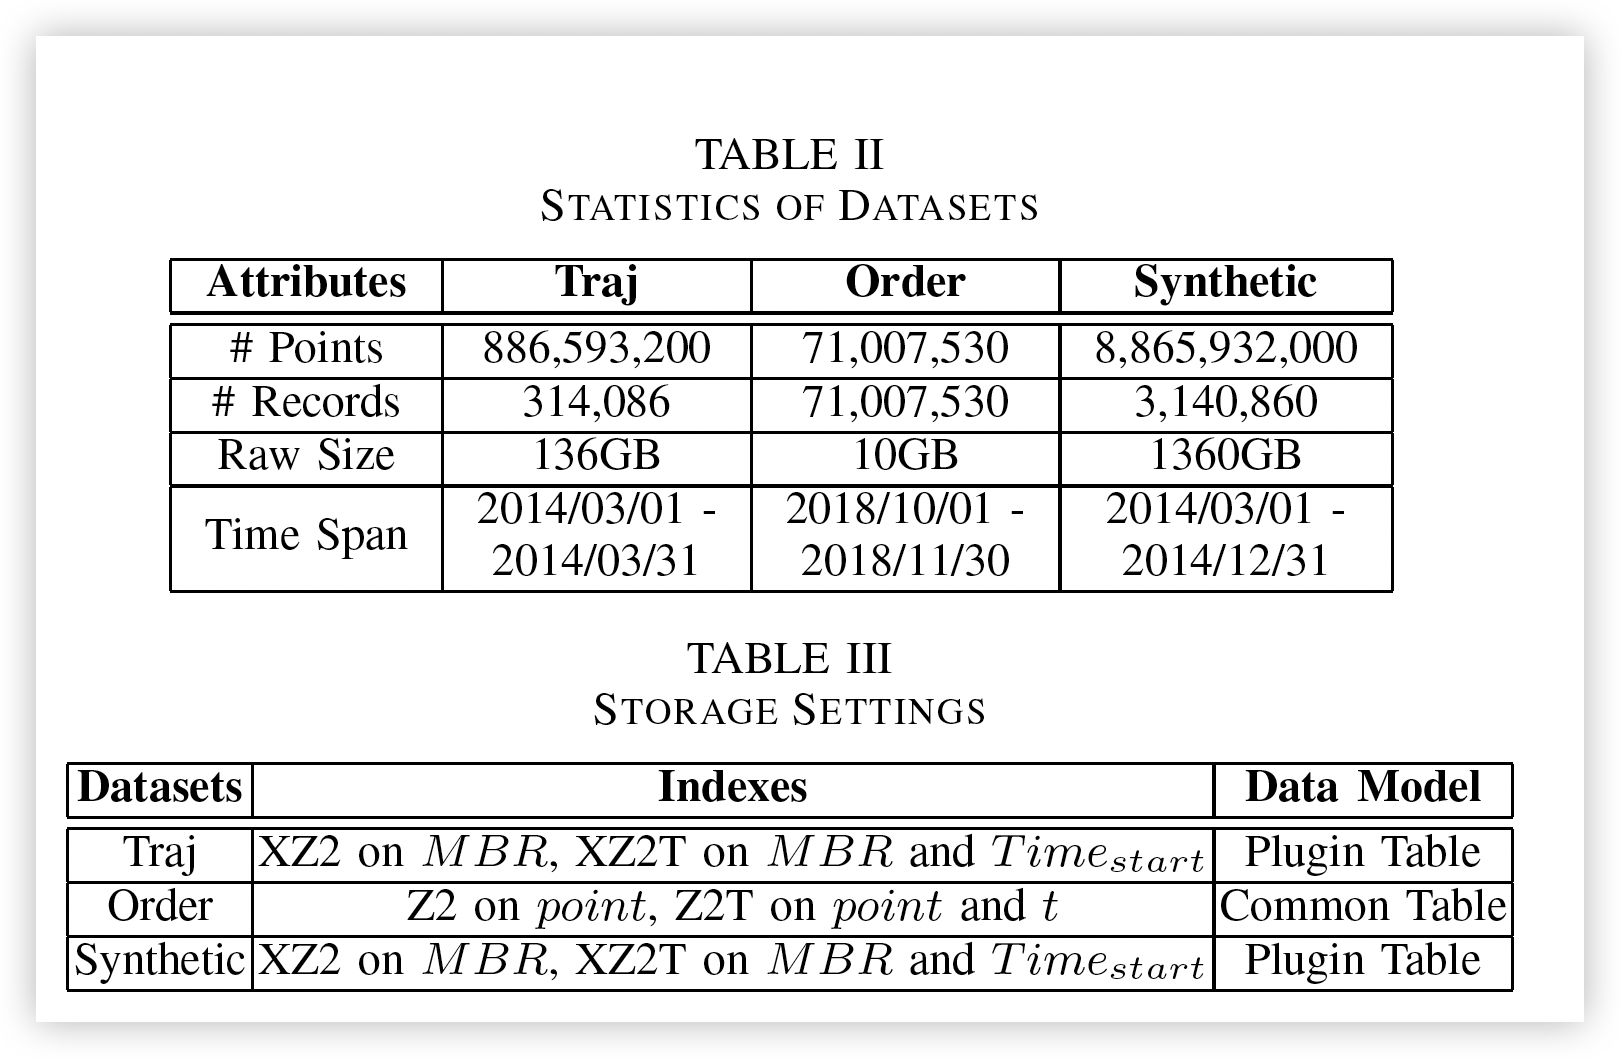 TABLE II
STATISTICS OF DATASETS
Attributes Traj Order Synthetic
# Points 886,593,200 71,007,530 8,865,932,000
# Records 314,086 71,007,530 3,140,860
Raw Size 136GB 10GB 1360GB
Time Span 2014/03/01 - 2014/03/31 2018/10/01 - 2018/11/30 2014/03/01 - 2014/12/31
TABLE III
STORAGE SETTINGS
Datasets Indexes Data Model
Traj XZ2 on MBR, XZ2T on MBR and Time_start Plugin Table
Order Z2 on point, Z2T on point and t Common Table
Synthetic XZ2 on MBR, XZ2T on MBR and Time_start Plugin Table